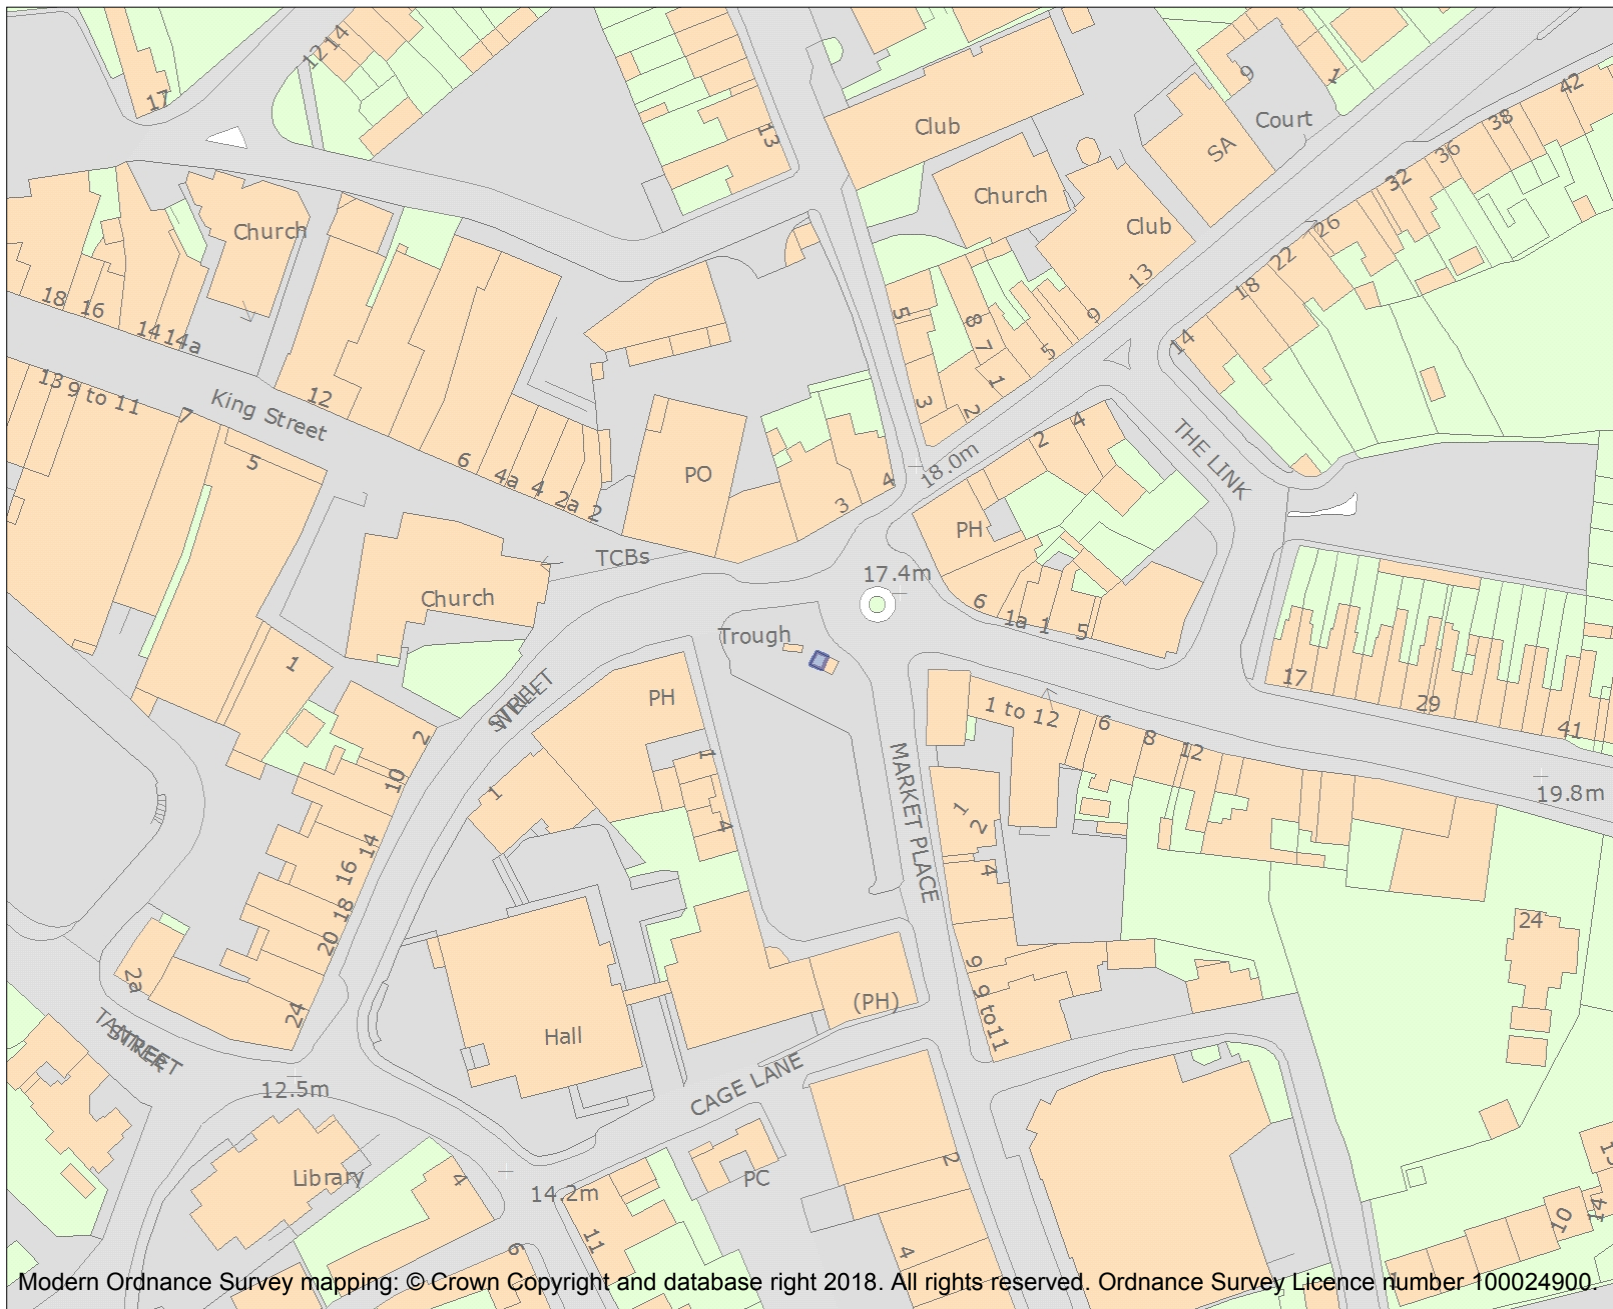 12 14
17
13
Club
9
1
Court
SA
42
38
36
32
26
22
18
14
Church
Club
13
9
5
Church
18
16
14 14a
5
8
7
1
3
2
13 9 to 11
7
King Street
12
5
6
4a
4
2a
2
PO
3
4
18.0m
2
4
THE LINK
PH
TCBs
17.4m
Church
6
1a
1
5
Trough
1
PH
STREET
2
10
1
1
4
MARKET PLACE
1 to 12
6
8
12
17
29
41
19.8m
1
2
4
14
16
18
20
24
2a
9
9 to 11
(PH)
Hall
24
STREET
12.5m
CAGE LANE
Library
4
14.2m
PC
2
11
6
4
10
14
1
Modern Ordnance Survey mapping: © Crown Copyright and database right 2018. All rights reserved. Ordnance Survey Licence number 100024900.